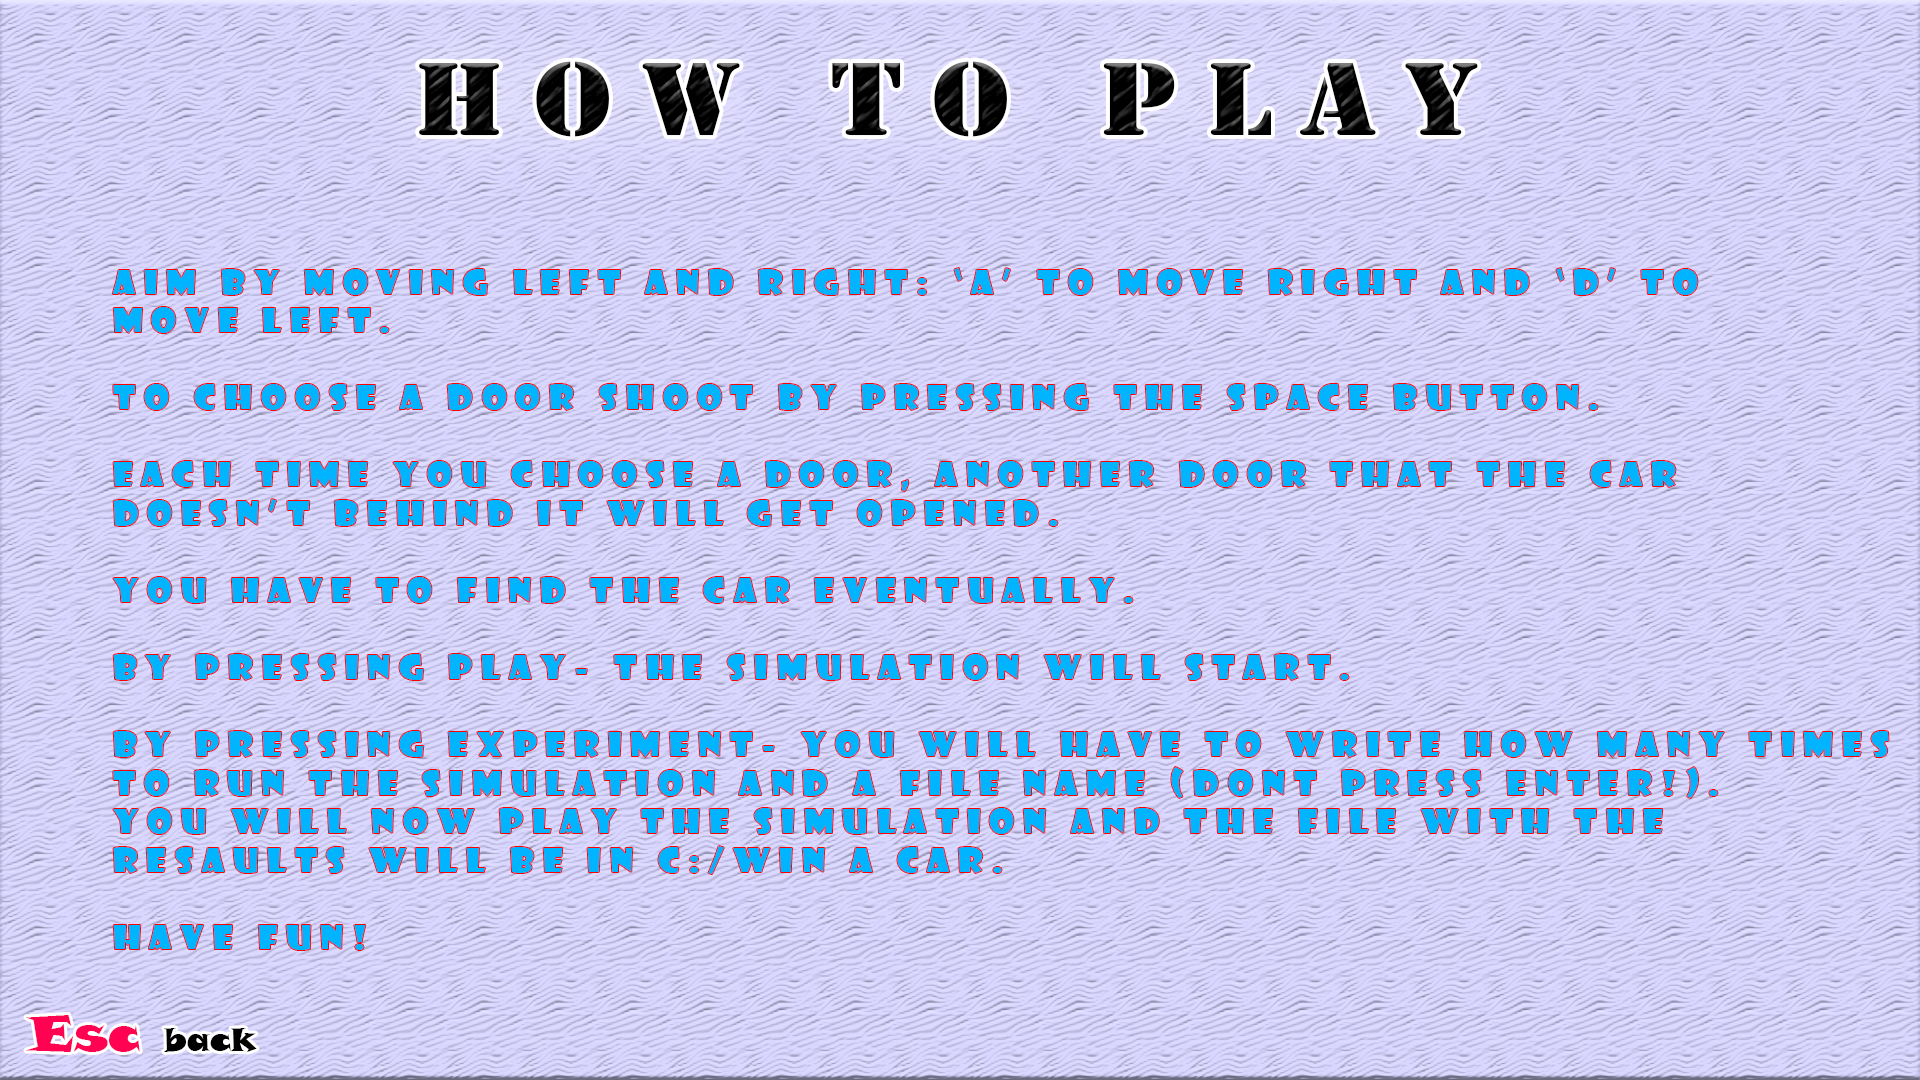 HOW TO PLAY
AIM BY MOVING LEFT AND RIGHT: ‘A’ TO MOVE RIGHT AND ‘D’ TO
MOVE LEFT.
TO CHOOSE A DOOR SHOOT BY PRESSING THE SPACE BUTTON.
EACH TIME YOU CHOOSE A DOOR, ANOTHER DOOR THAT THE CAR
DOESN’T BEHIND IT WILL GET OPENED.
YOU HAVE TO FIND THE CAR EVENTUALLY.
BY PRESSING PLAY- THE SIMULATION WILL START.
BY PRESSING EXPERIMENT- YOU WILL HAVE TO WRITE HOW MANY TIMES
TO RUN THE SIMULATION AND A FILE NAME (DONT PRESS ENTER!).
YOU WILL NOW PLAY THE SIMULATION AND THE FILE WITH THE
RESAULTS WILL BE IN C:/WIN A CAR.
HAVE FUN!
Esc back